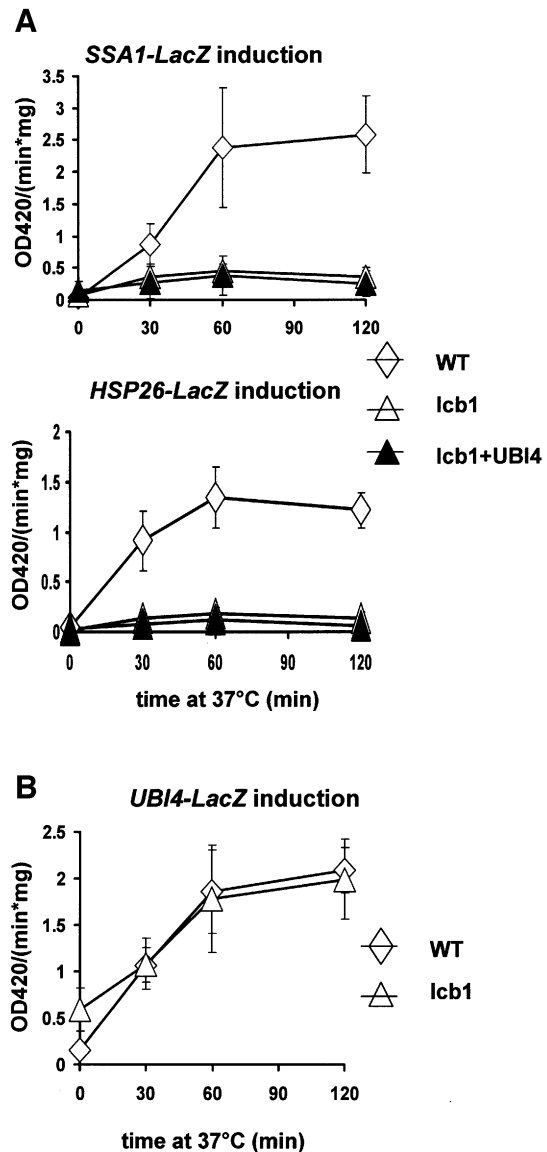 A
SSA1-LacZ induction
OD420/(min*mg)
3.5
3
2.5
2
1.5
1
0.5
0
0 30 60 90 120
WT
lcb1
lcb1+UBI4
HSP26-LacZ induction
OD420/(min*mg)
2
1.5
1
0.5
0
0 30 60 90 120
time at 37°C (min)
B
UBI4-LacZ induction
OD420/(min*mg)
2.5
2
1.5
1
0.5
0
0 30 60 90 120
WT
lcb1
time at 37°C (min)